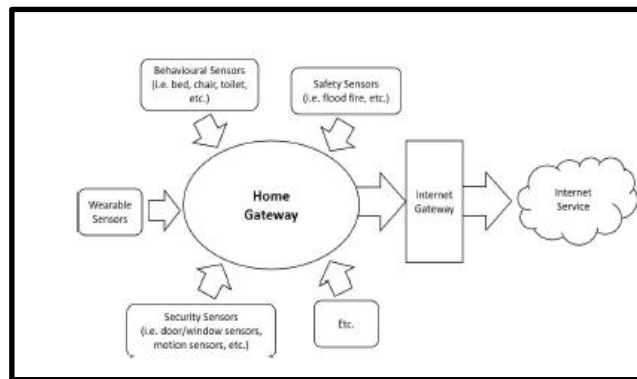 Behavioural Sensors
(i.e. bed, chair, toilet,
etc.)
Safety Sensors
(i.e. flood fire, etc.)
Wearable
Sensors
Home
Gateway
Internet
Gateway
Internet
Service
Security Sensors
(i.e. door/window sensors,
motion sensors, etc.)
Etc.